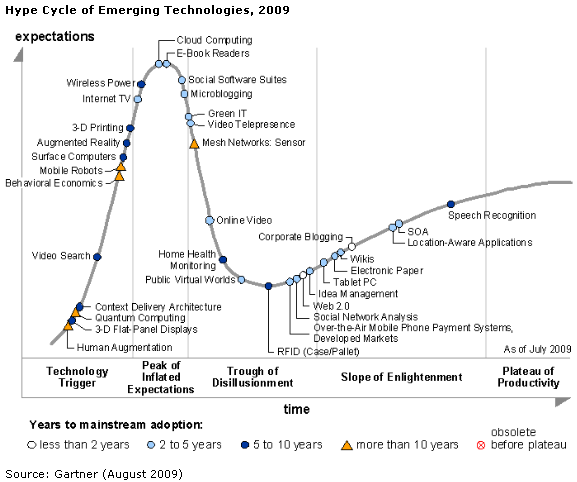 Hype Cycle of Emerging Technologies, 2009
expectations
Cloud Computing
E-Book Readers
Wireless Power
Social Software Suites
Internet TV
Microblogging
Green IT
3-D Printing
Video Telepresence
Augmented Reality
Mesh Networks: Sensor
Surface Computers
Mobile Robots
Behavioral Economics
Speech Recognition
Online Video
SOA
Corporate Blogging
Location-Aware Applications
Video Search
Home Health
Monitoring
Wikis
Electronic Paper
Public Virtual Worlds
Tablet PC
Idea Management
Context Delivery Architecture
Web 2.0
Quantum Computing
Social Network Analysis
3-D Flat-Panel Displays
Over-the-Air Mobile Phone Payment Systems,
Developed Markets
Human Augmentation
RFID (Case/Pallet)
As of July 2009
Technology
Trigger
Peak of
Inflated
Expectations
Trough of
Disillusionment
Slope of Enlightenment
Plateau of
Productivity
time
Years to mainstream adoption:
less than 2 years
2 to 5 years
5 to 10 years
more than 10 years
obsolete
before plateau
Source: Gartner (August 2009)